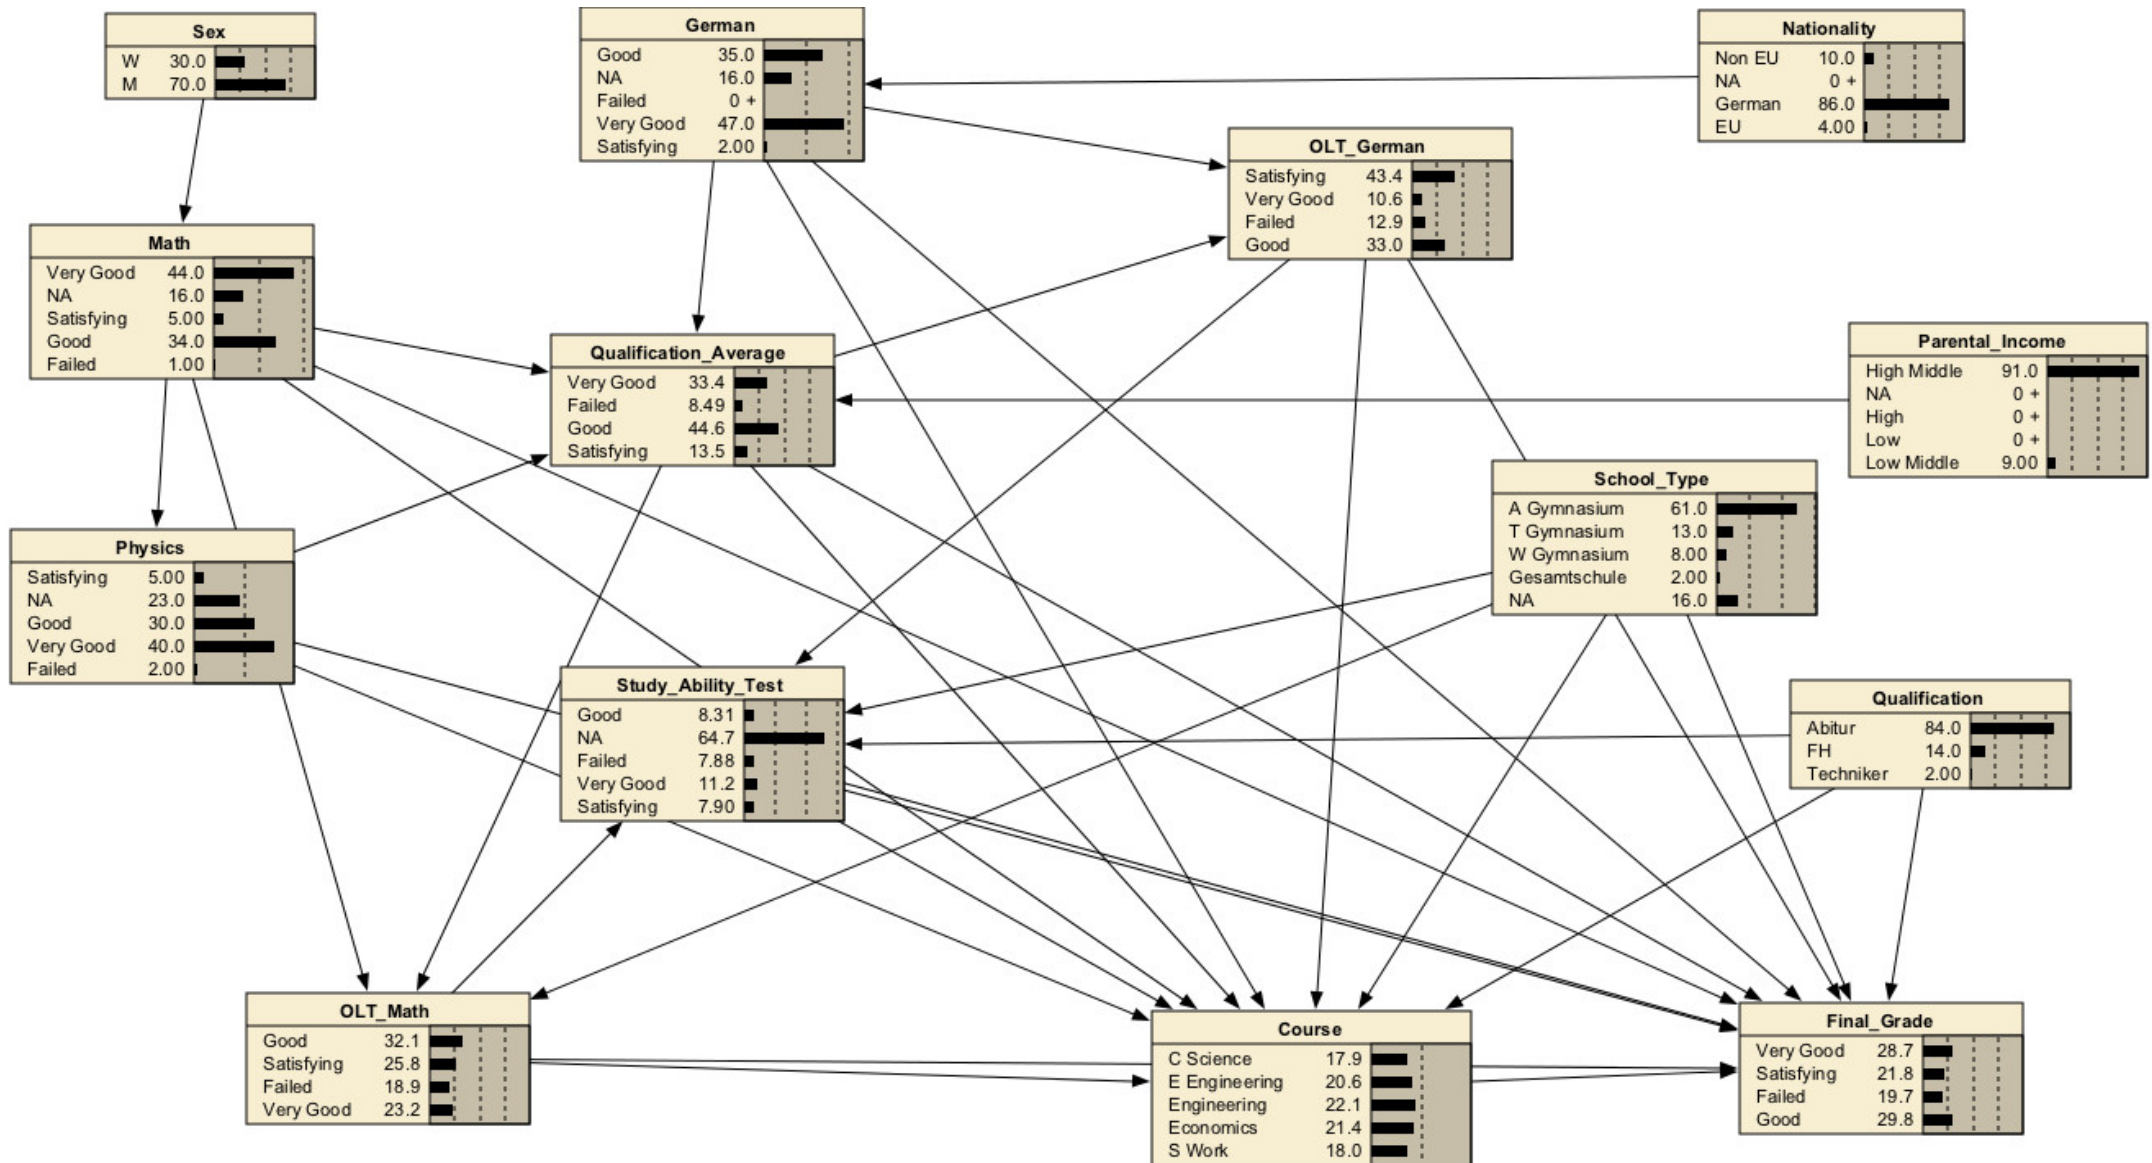 Sex
W 30.0
M 70.0
German
Good 35.0
NA 16.0
Failed 0 +
Very Good 47.0
Satisfying 2.00
Nationality
Non EU 10.0
NA 0 +
German 86.0
EU 4.00
OLT_German
Satisfying 43.4
Very Good 10.6
Failed 12.9
Good 33.0
Math
Very Good 44.0
NA 16.0
Satisfying 5.00
Good 34.0
Failed 1.00
Qualification_Average
Very Good 33.4
Failed 8.49
Good 44.6
Satisfying 13.5
Parental_Income
High Middle 91.0
NA 0 +
High 0 +
Low 0 +
Low Middle 9.00
School_Type
A Gymnasium 61.0
T Gymnasium 13.0
W Gymnasium 8.00
Gesamtschule 2.00
NA 16.0
Physics
Satisfying 5.00
NA 23.0
Good 30.0
Very Good 40.0
Failed 2.00
Study_Ability_Test
Good 8.31
NA 64.7
Failed 7.88
Very Good 11.2
Satisfying 7.90
Qualification
Abitur 84.0
FH 14.0
Techniker 2.00
OLT_Math
Good 32.1
Satisfying 25.8
Failed 18.9
Very Good 23.2
Course
C Science 17.9
E Engineering 20.6
Engineering 22.1
Economics 21.4
S Work 18.0
Final_Grade
Very Good 28.7
Satisfying 21.8
Failed 19.7
Good 29.8